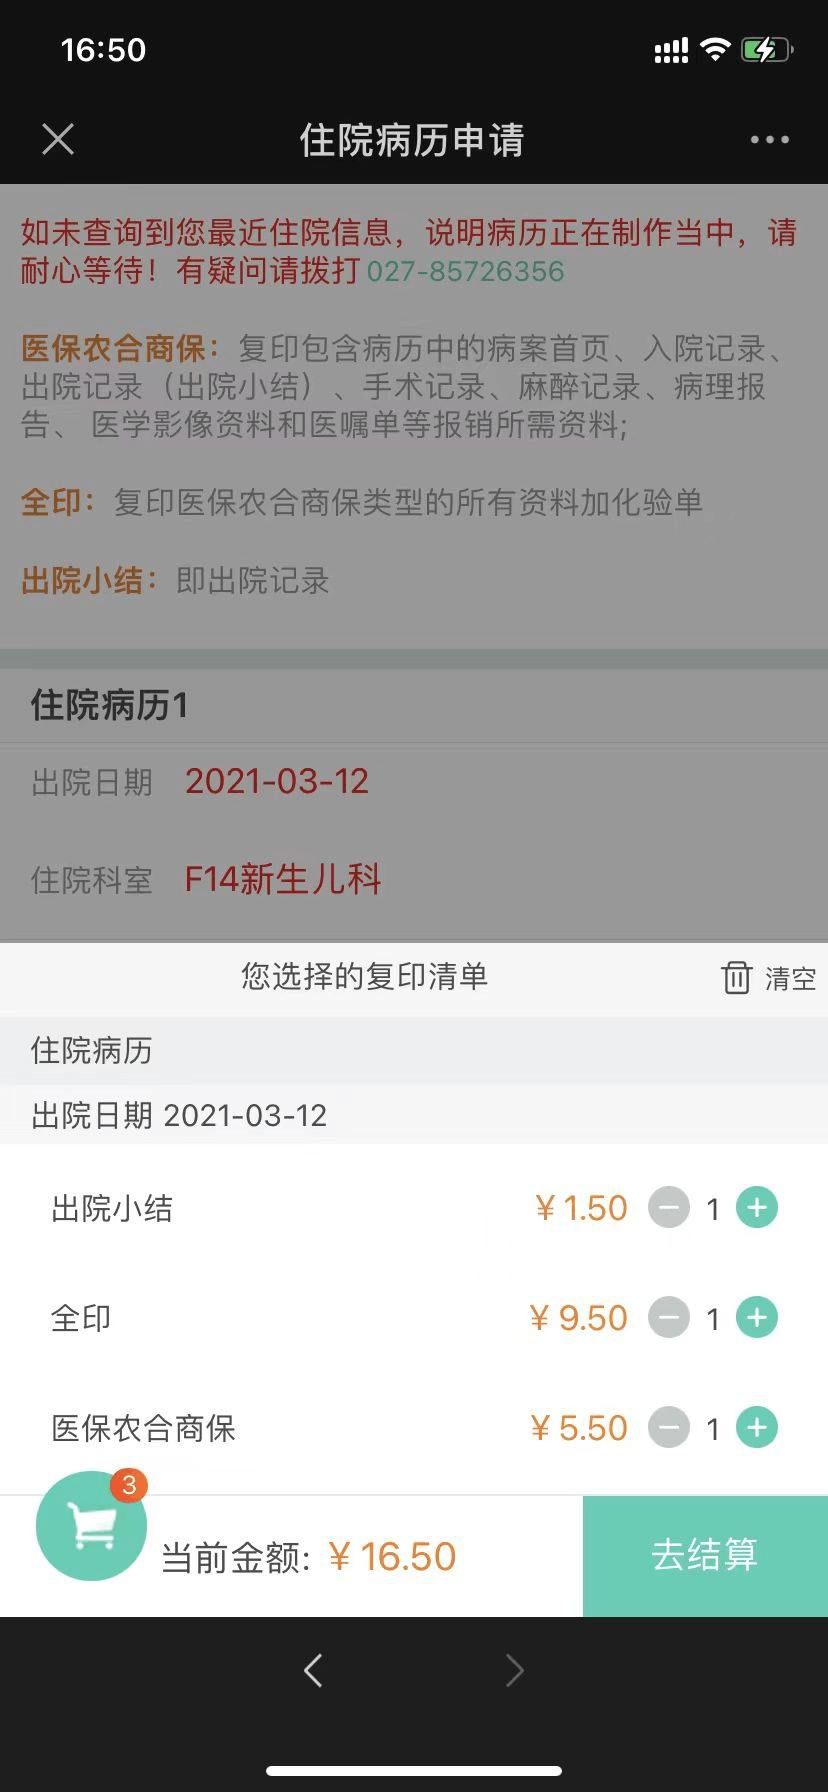 16:50
住院病历申请
如未查询到您最近住院信息，说明病历正在制作当中，请
耐心等待！有疑问请拨打 027-85726356
医保农合商保：复印包含病历中的病案首页、入院记录、
出院记录（出院小结）、手术记录、麻醉记录、病理报
告、 医学影像资料和医嘱单等报销所需资料;
全印：复印医保农合商保类型的所有资料加化验单
出院小结：即出院记录
住院病历1
出院日期 2021-03-12
住院科室 F14新生儿科
您选择的复印清单 清空
住院病历
出院日期 2021-03-12
出院小结 ¥ 1.50 1
全印 ¥ 9.50 1
医保农合商保 ¥ 5.50 1
3
当前金额: ¥ 16.50 去结算